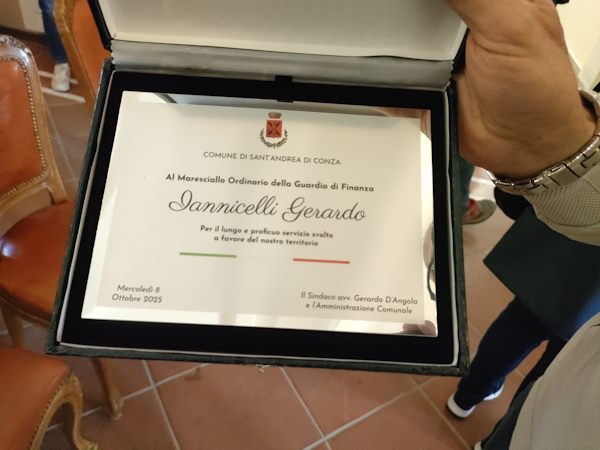 COMUNE DI SANT'ANDREA DI CONZA
Al Maresciallo Ordinario della Guardia di Finanza
Iannicelli Gerardo
Per il lungo e proficuo servizio svolto
a favore del nostro territorio
Mercoledì 8
Ottobre 2025
Il Sindaco avv. Gerardo D'Angola
e l'Amministrazione Comunale